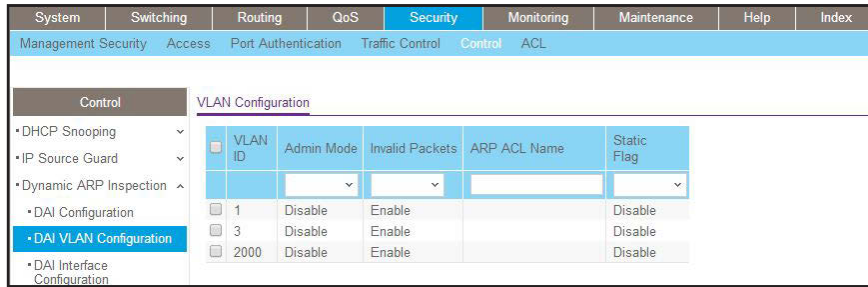 System Switching Routing QoS Security Monitoring Maintenance Help Index
Management Security Access Port Authentication Traffic Control Control ACL
Control
DHCP Snooping
IP Source Guard
Dynamic ARP Inspection
DAI Configuration
DAI VLAN Configuration
DAI Interface
Configuration
VLAN Configuration
VLAN ID Admin Mode Invalid Packets ARP ACL Name Static Flag
1 Disable Enable Disable
3 Disable Enable Disable
2000 Disable Enable Disable